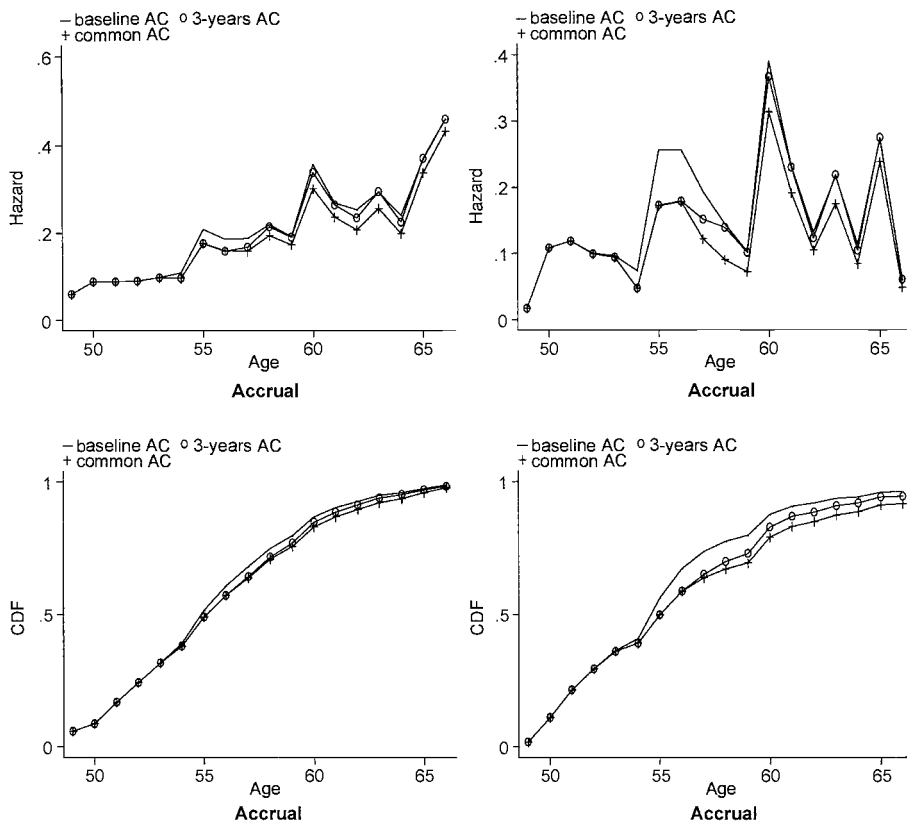 — baseline AC o 3-years AC
+ common AC
.6
.4
.2
0
Hazard
50 55 60 65
Age
Accrual
— baseline AC o 3-years AC
+ common AC
.4
.3
.2
.1
0
Hazard
50 55 60 65
Age
Accrual
— baseline AC o 3-years AC
+ common AC
1
.5
0
CDF
50 55 60 65
Age
Accrual
— baseline AC o 3-years AC
+ common AC
1
.5
0
CDF
50 55 60 65
Age
Accrual